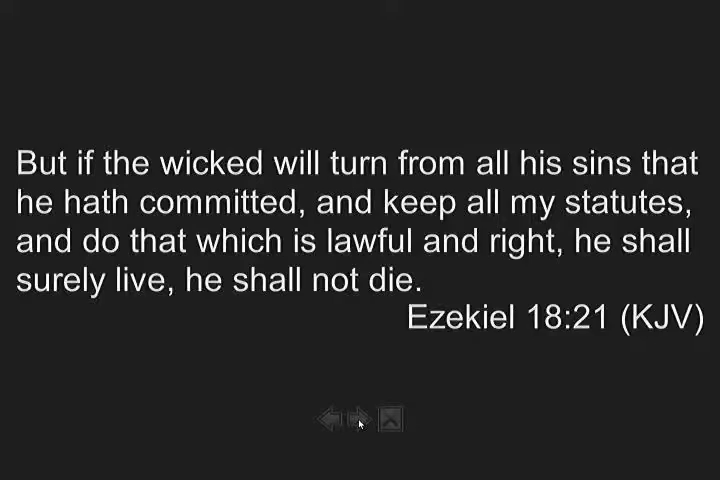 But if the wicked will turn from all his sins that
he hath committed, and keep all my statutes,
and do that which is lawful and right, he shall
surely live, he shall not die.
Ezekiel 18:21 (KJV)